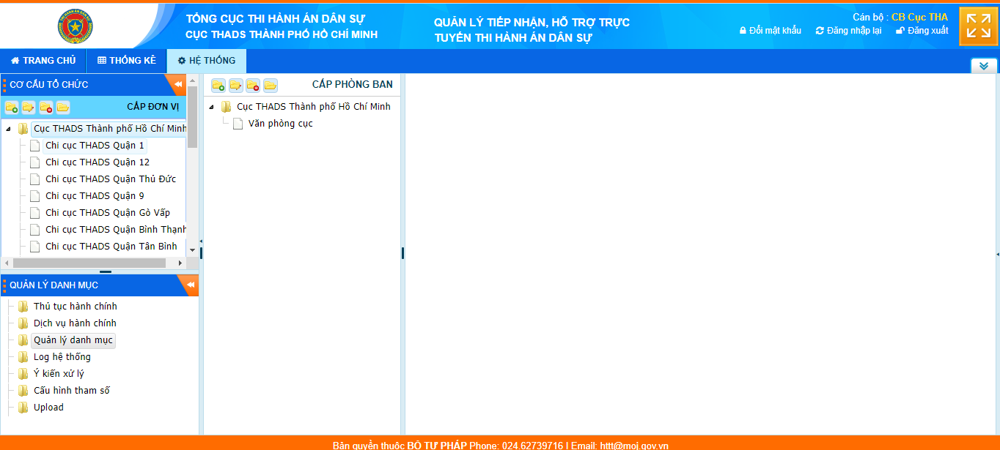 TỔNG CỤC THI HÀNH ÁN DÂN SỰ
CỤC THADS THÀNH PHỐ HỒ CHÍ MINH
QUẢN LÝ TIẾP NHẬN, HỖ TRỢ TRỰC
TUYẾN THI HÀNH ÁN DÂN SỰ
Cán bộ : CB Cục THA
Đổi mật khẩu Đăng nhập lại Đăng xuất
TRANG CHỦ THỐNG KÊ HỆ THỐNG
CƠ CẤU TỔ CHỨC
CẤP ĐƠN VỊ
Cục THADS Thành phố Hồ Chí Minh
Chi cục THADS Quận 1
Chi cục THADS Quận 12
Chi cục THADS Quận Thủ Đức
Chi cục THADS Quận 9
Chi cục THADS Quận Gò Vấp
Chi cục THADS Quận Bình Thạnh
Chi cục THADS Quận Tân Bình
QUẢN LÝ DANH MỤC
Thủ tục hành chính
Dịch vụ hành chính
Quản lý danh mục
Log hệ thống
Ý kiến xử lý
Cấu hình tham số
Upload
CẤP PHÒNG BAN
Cục THADS Thành phố Hồ Chí Minh
Văn phòng cục
Bản quyền thuộc BỘ TƯ PHÁP Phone: 024.62739716 | Email: httt@moj.gov.vn